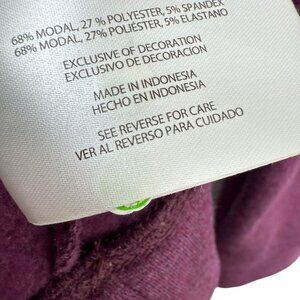 68% MODAL, 27 % POLYESTER, 5% SPANDEX
68% MODAL, 27% POLIÉSTER, 5% ELASTANO
EXCLUSIVE OF DECORATION
EXCLUSIVO DE DECORACION
MADE IN INDONESIA
HECHO EN INDONESIA
SEE REVERSE FOR CARE
VER AL REVERSO PARA CUIDADO